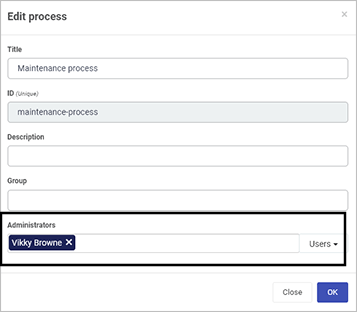 Edit process
×
Title
Maintenance process
ID (Unique)
maintenance-process
Description
Group
Administrators
Vikky Browne ✕
Users
Close
OK